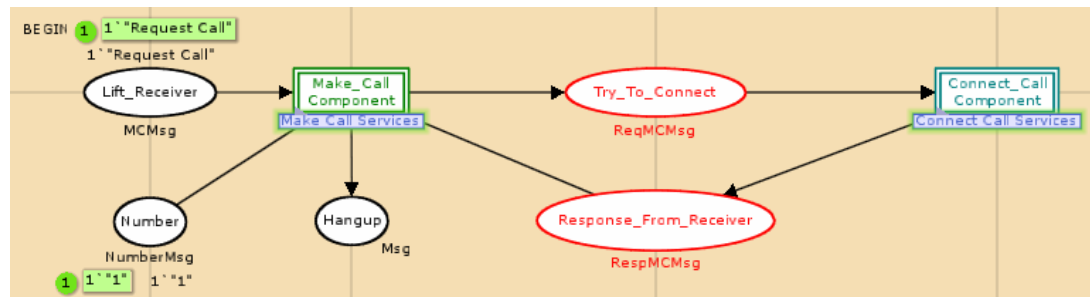 BEGIN 1 1`"Request Call"
1`"Request Call"
Lift_Receiver
MCMsg
Make_Call
Component
Make Call Services
Try_To_Connect
ReqMCMsg
Connect_Call
Component
Connect Call Services
Number
NumberMsg
1 1`"1" 1`"1"
Hangup
Msg
Response_From_Receiver
RespMCMsg